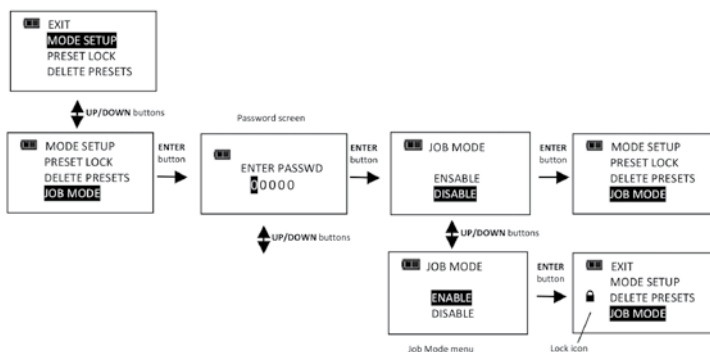 EXIT
MODE SETUP
PRESET LOCK
DELETE PRESETS
UP/DOWN buttons
MODE SETUP
PRESET LOCK
DELETE PRESETS
JOB MODE
ENTER
button
Password screen
ENTER PASSWD
00000
UP/DOWN buttons
ENTER
button
JOB MODE
ENSABLE
DISABLE
ENTER
button
MODE SETUP
PRESET LOCK
DELETE PRESETS
JOB MODE
UP/DOWN buttons
JOB MODE
ENABLE
DISABLE
Job Mode menu
ENTER
button
EXIT
MODE SETUP
DELETE PRESETS
JOB MODE
Lock icon